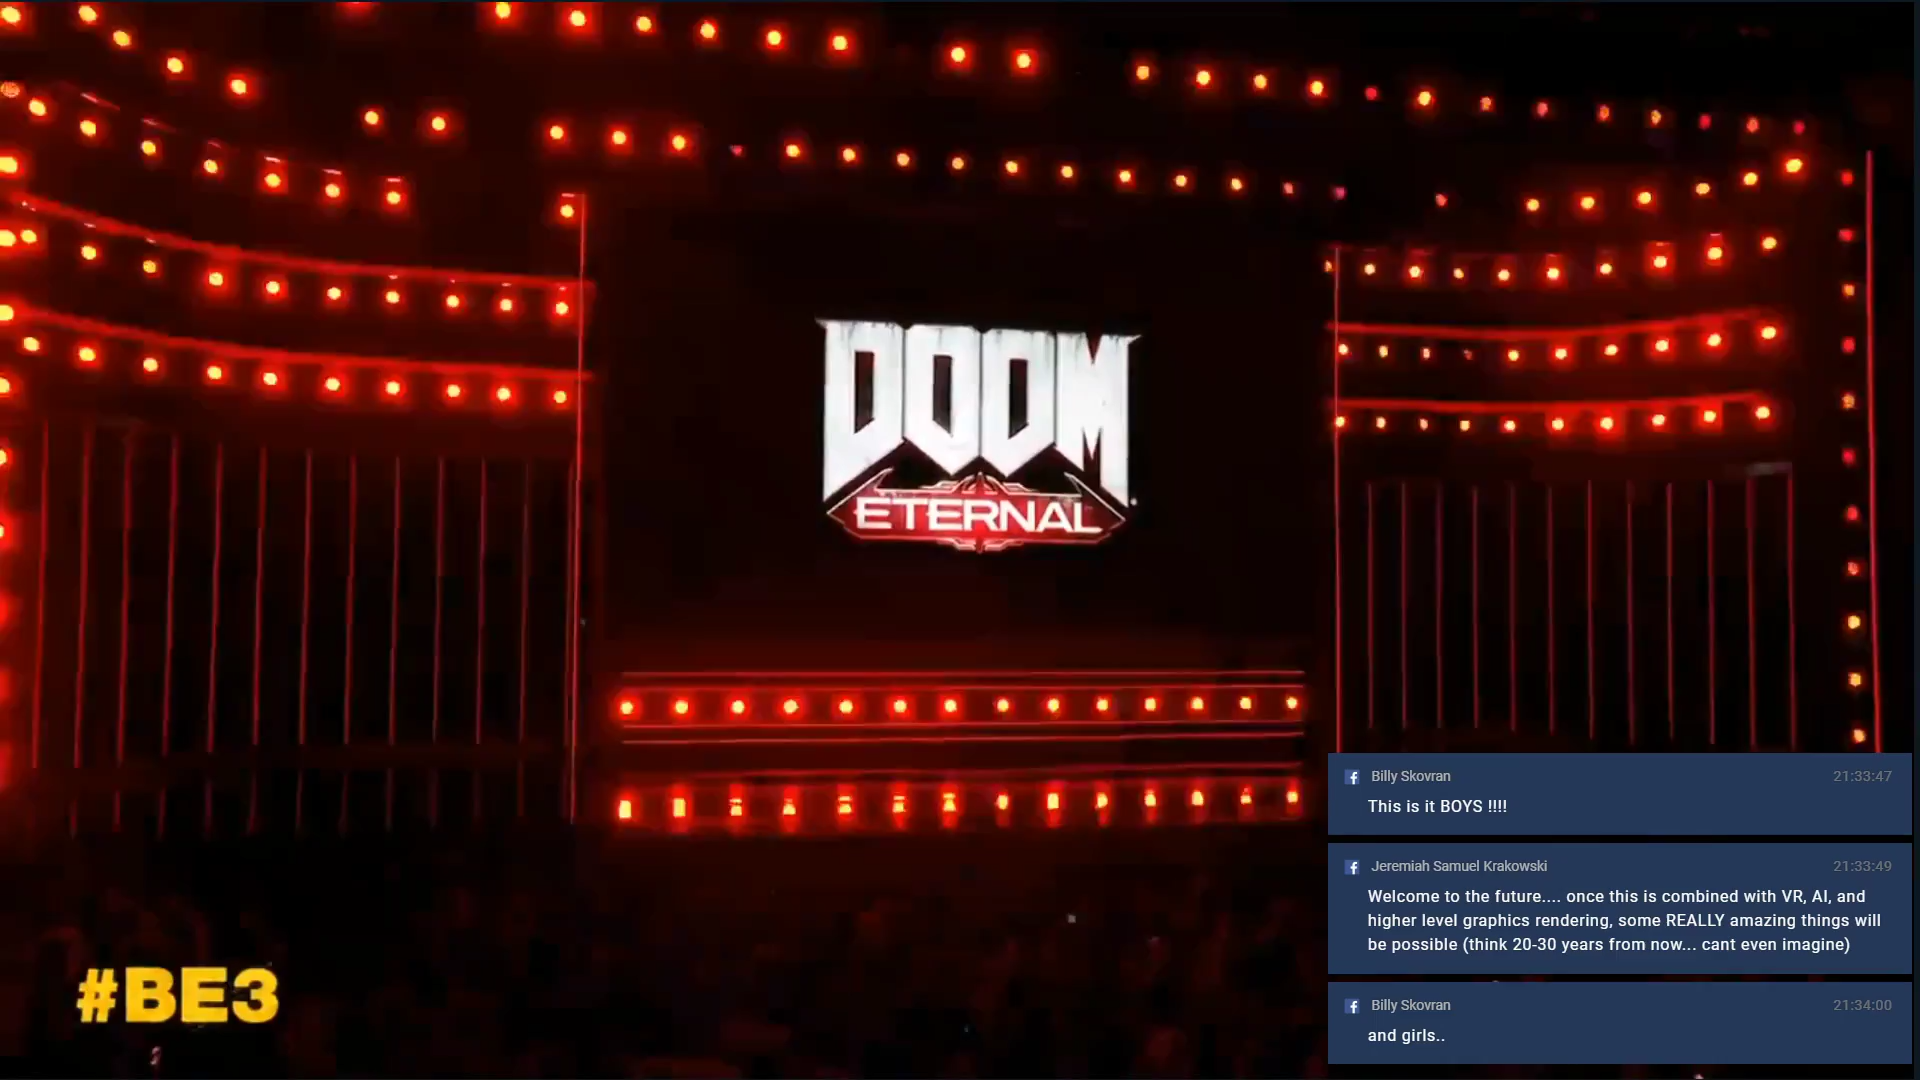 DOOM
ETERNAL
#BE3
Billy Skovran 21:33:47
This is it BOYS !!!!
Jeremiah Samuel Krakowski 21:33:49
Welcome to the future.... once this is combined with VR, AI, and
higher level graphics rendering, some REALLY amazing things will
be possible (think 20-30 years from now... cant even imagine)
Billy Skovran 21:34:00
and girls..